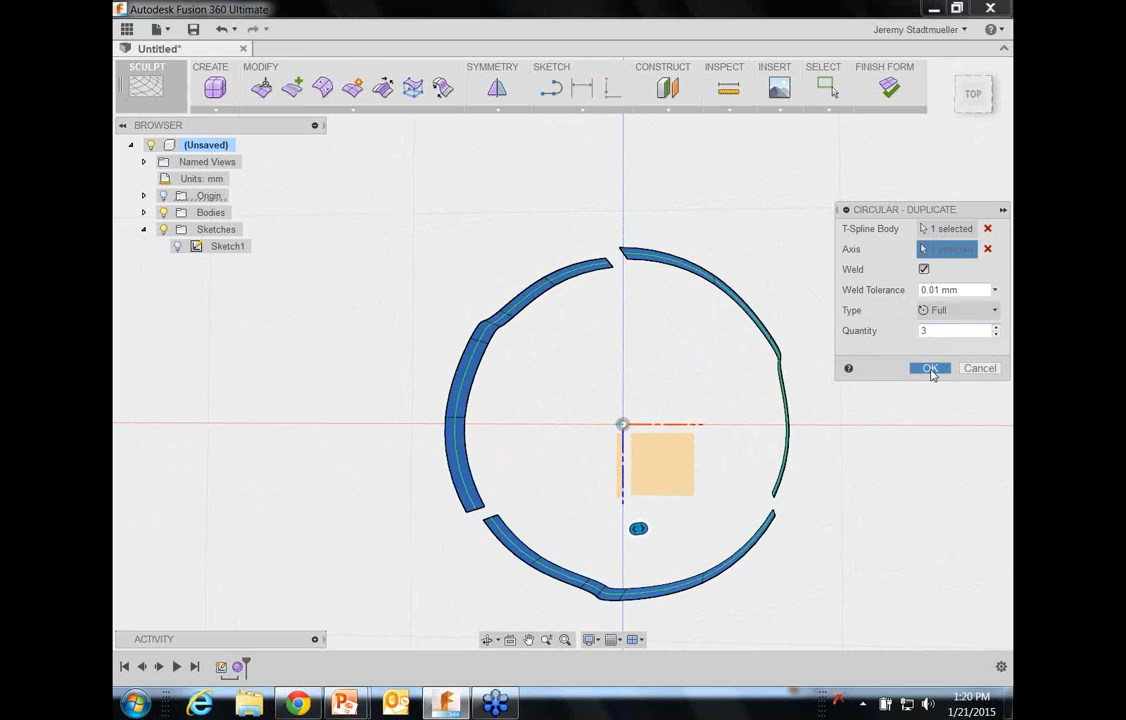 Autodesk Fusion 360 Ultimate
Jeremy Stadtmueller
Untitled*
SCULPT
CREATE
MODIFY
SYMMETRY
SKETCH
CONSTRUCT
INSPECT
INSERT
SELECT
FINISH FORM
TOP
BROWSER
(Unsaved)
Named Views
Units: mm
Origin
Bodies
Sketches
Sketch1
CIRCULAR - DUPLICATE
T-Spline Body 1 selected
Axis 1 selected
Weld
Weld Tolerance 0.01 mm
Type Full
Quantity 3
OK Cancel
ACTIVITY
1:20 PM
1/21/2015